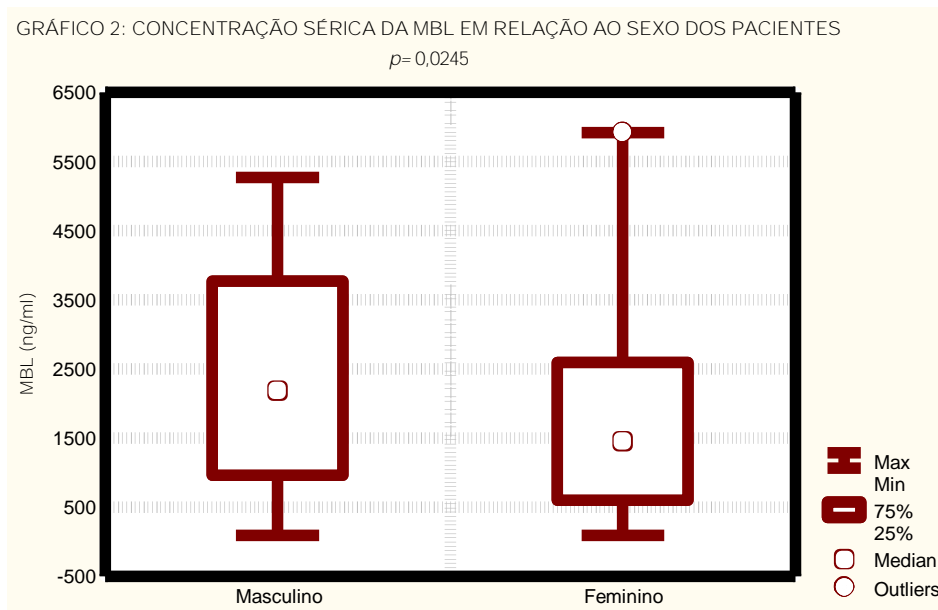 GRÁFICO 2: CONCENTRAÇÃO SÉRICA DA MBL EM RELAÇÃO AO SEXO DOS PACIENTES
p= 0,0245
MBL (ng/ml)
6500
5500
4500
3500
2500
1500
500
-500
Masculino
Feminino
Max
Min
75%
25%
Median
Outliers